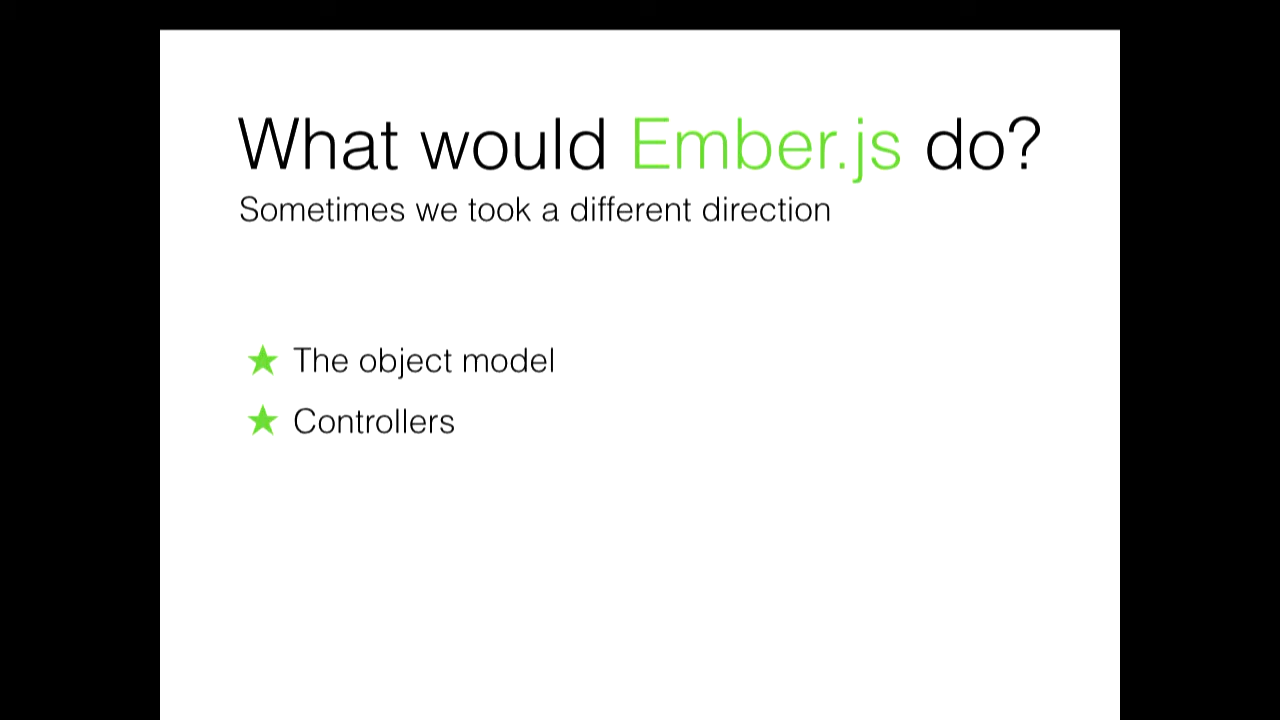 What would Ember.js do?
Sometimes we took a different direction
★ The object model
★ Controllers